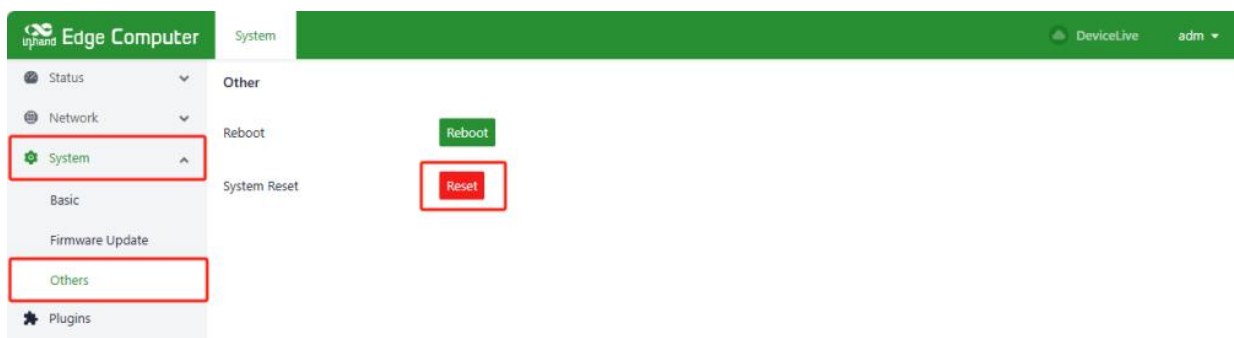 inhand Edge Computer System DeviceLive adm
Status
Network
System
Basic
Firmware Update
Others
Plugins
Other
Reboot Reboot
System Reset Reset